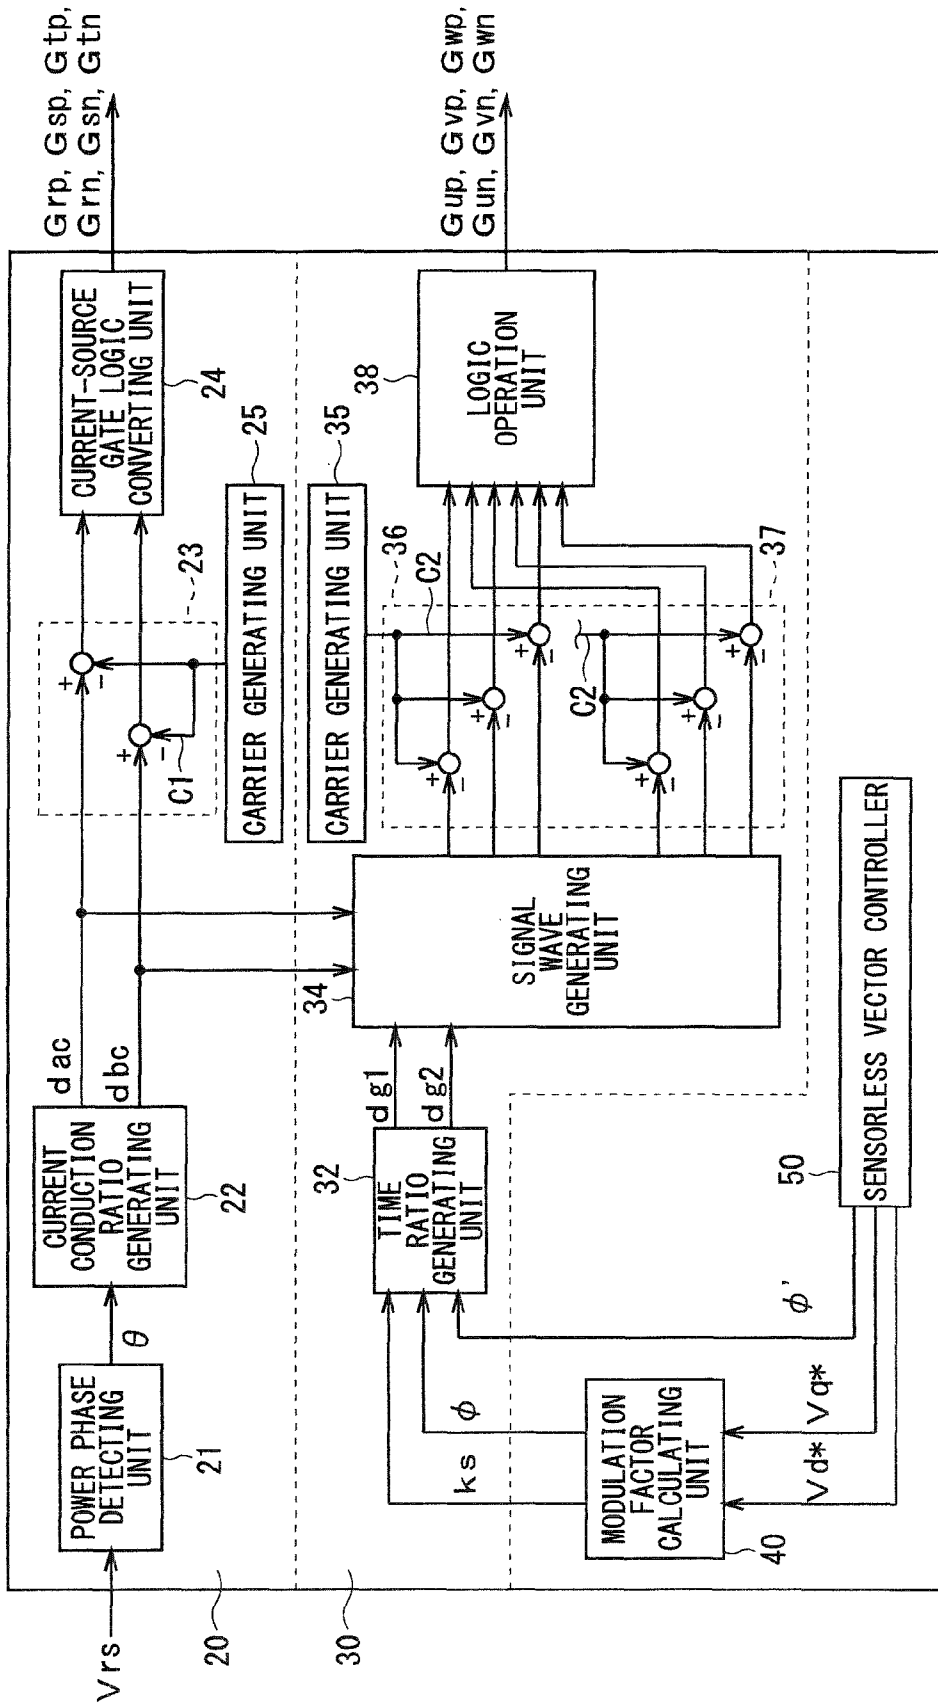 Vrs
POWER PHASE
DETECTING
UNIT
21
θ
CURRENT
CONDUCTION
RATIO
GENERATING
UNIT
22
dac
dbc
C1
23
CURRENT-SOURCE
GATE LOGIC
CONVERTING UNIT
24
Grp, Gsp, Gtp
Grn, Gsn, Gtn
CARRIER GENERATING UNIT
25
20
30
CARRIER GENERATING UNIT
35
TIME
RATIO
GENERATING
UNIT
32
dg1
dg2
SIGNAL
WAVE
GENERATING
UNIT
34
36
C2
C2
37
LOGIC
OPERATION
UNIT
38
Gup, Gvp, Gwp
Gun, Gvn, Gwn
ks
φ
φ'
MODULATION
FACTOR
CALCULATING
UNIT
40
Vq*
Vd*
SENSORLESS VECTOR CONTROLLER
50
+
−
+
−
+
−
+
−
+
−
+
−
+
−
+
−